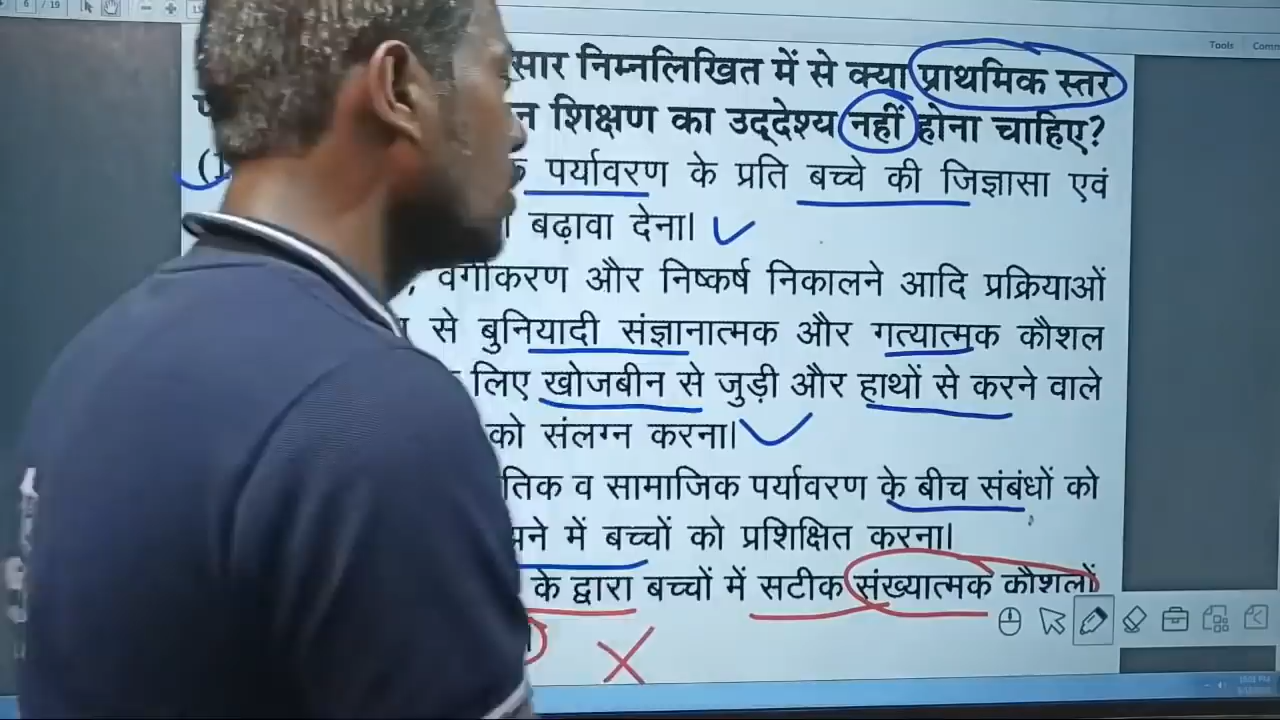 6 / 19
Tools
सार निम्नलिखित में से क्या प्राथमिक स्तर
न शिक्षण का उद्देश्य नहीं होना चाहिए?
पर्यावरण के प्रति बच्चे की जिज्ञासा एवं
बढ़ावा देना।
, वर्गीकरण और निष्कर्ष निकालने आदि प्रक्रियाओं
से बुनियादी संज्ञानात्मक और गत्यात्मक कौशल
लिए खोजबीन से जुड़ी और हाथों से करने वाले
को संलग्न करना।
तिक व सामाजिक पर्यावरण के बीच संबंधों को
में बच्चों को प्रशिक्षित करना।
के द्वारा बच्चों में सटीक संख्यात्मक कौशलों